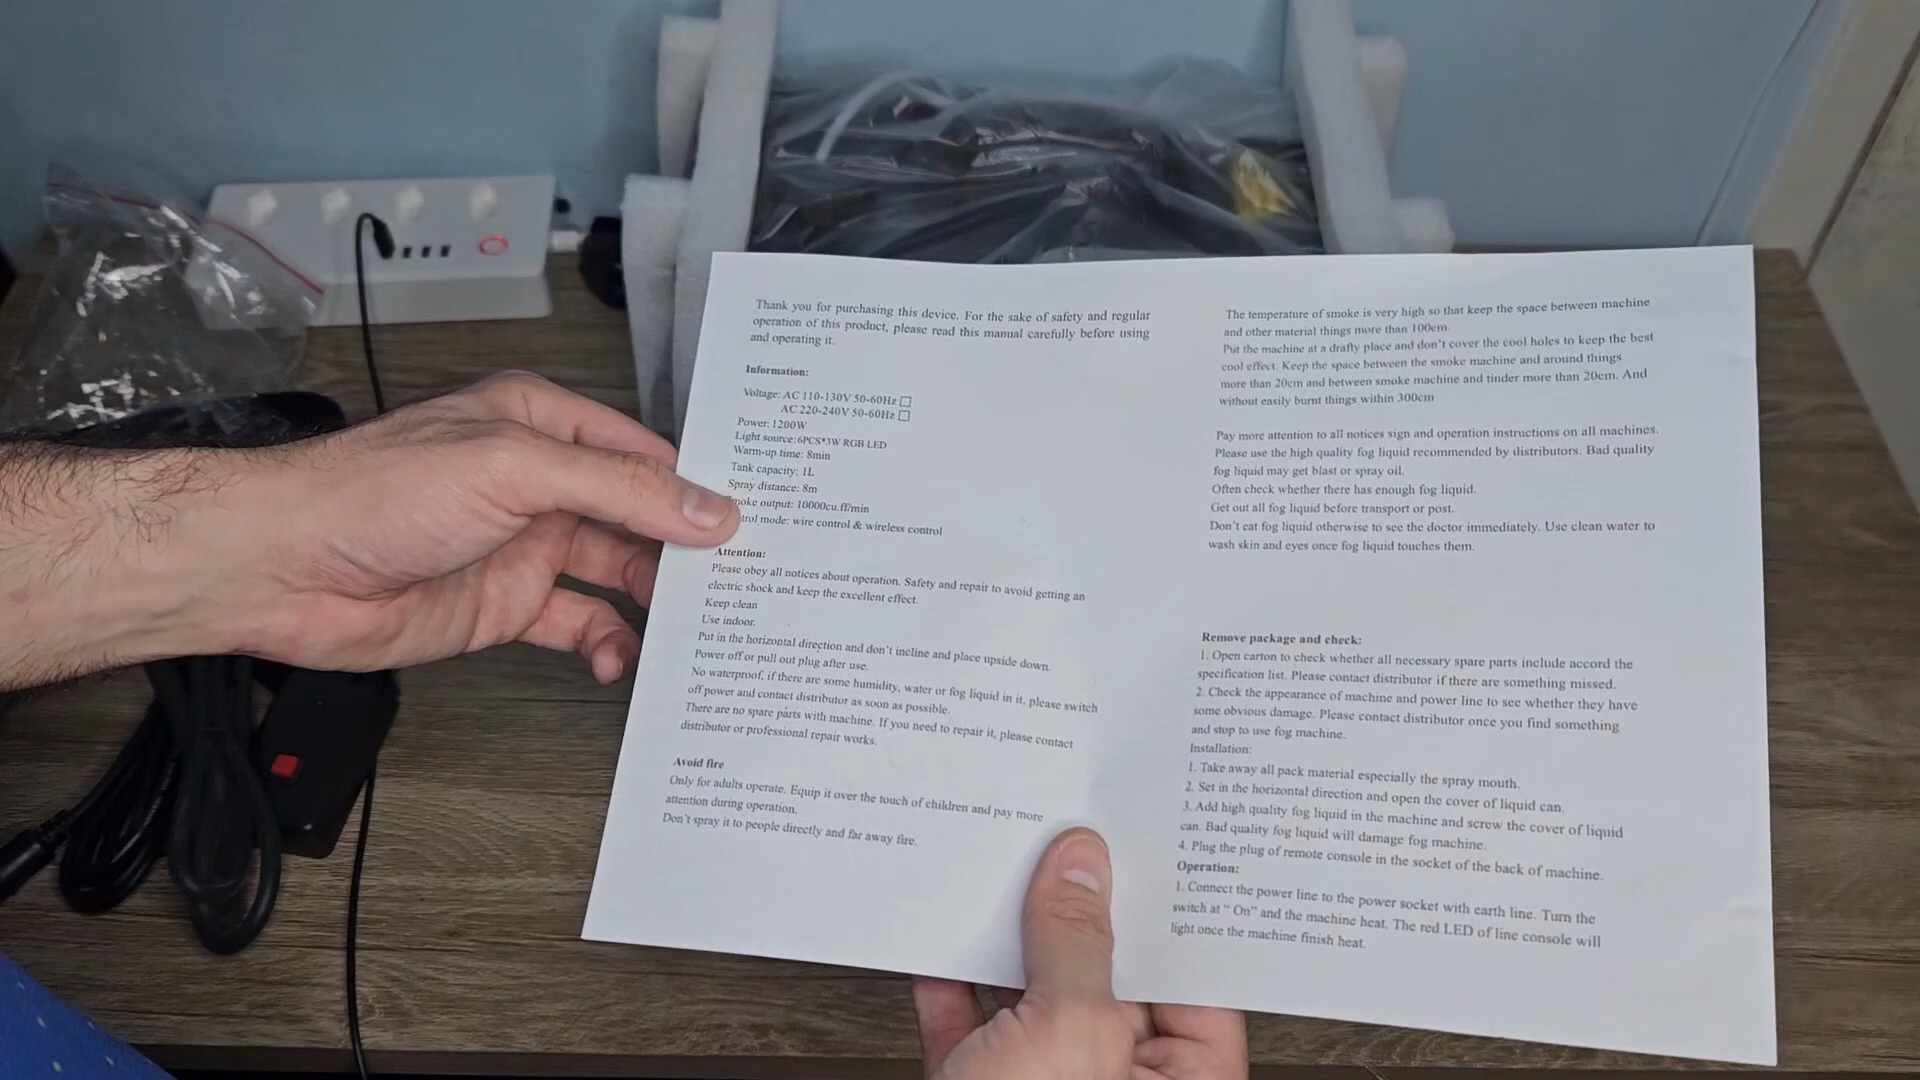 Thank you for purchasing this device. For the sake of safety and regular
operation of this product, please read this manual carefully before using
and operating it.
Information:
Voltage: AC 110-130V 50-60Hz
AC 220-240V 50-60Hz
Power: 1200W
Light source:6PCS*3W RGB LED
Warm-up time: 8min
Tank capacity: 1L
Spray distance: 8m
moke output: 10000cu.ft/min
trol mode: wire control & wireless control
Attention:
Please obey all notices about operation. Safety and repair to avoid getting an
electric shock and keep the excellent effect.
Keep clean
Use indoor.
Put in the horizontal direction and don't incline and place upside down.
Power off or pull out plug after use.
No waterproof, if there are some humidity, water or fog liquid in it, please switch
off power and contact distributor as soon as possible.
There are no spare parts with machine. If you need to repair it, please contact
distributor or professional repair works.
Avoid fire
Only for adults operate. Equip it over the touch of children and pay more
attention during operation.
Don't spray it to people directly and far away fire.
The temperature of smoke is very high so that keep the space between machine
and other material things more than 100cm.
Put the machine at a drafty place and don't cover the cool holes to keep the best
cool effect. Keep the space between the smoke machine and around things
more than 20cm and between smoke machine and tinder more than 20cm. And
without easily burnt things within 300cm
Pay more attention to all notices sign and operation instructions on all machines.
Please use the high quality fog liquid recommended by distributors. Bad quality
fog liquid may get blast or spray oil.
Often check whether there has enough fog liquid.
Get out all fog liquid before transport or post.
Don't eat fog liquid otherwise to see the doctor immediately. Use clean water to
wash skin and eyes once fog liquid touches them.
Remove package and check:
1. Open carton to check whether all necessary spare parts include accord the
specification list. Please contact distributor if there are something missed.
2. Check the appearance of machine and power line to see whether they have
some obvious damage. Please contact distributor once you find something
and stop to use fog machine.
Installation:
1. Take away all pack material especially the spray mouth.
2. Set in the horizontal direction and open the cover of liquid can.
3. Add high quality fog liquid in the machine and screw the cover of liquid
can. Bad quality fog liquid will damage fog machine.
4. Plug the plug of remote console in the socket of the back of machine.
Operation:
1. Connect the power line to the power socket with earth line. Turn the
switch at " On" and the machine heat. The red LED of line console will
light once the machine finish heat.